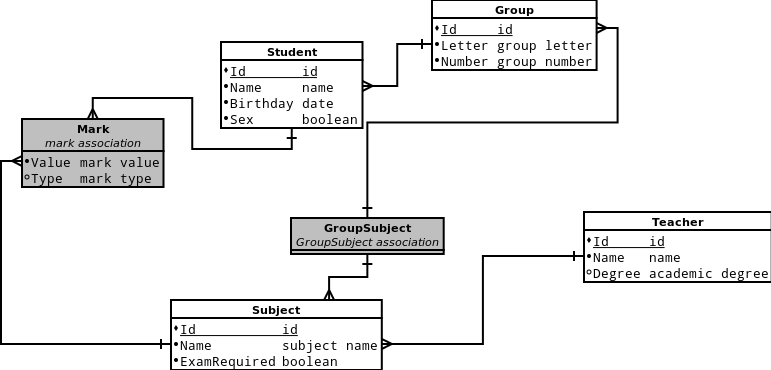 Group
Id id
Letter group letter
Number group number
Student
Id id
Name name
Birthday date
Sex boolean
Mark
mark association
Value mark value
Type mark type
GroupSubject
GroupSubject association
Teacher
Id id
Name name
Degree academic degree
Subject
Id id
Name subject name
ExamRequired boolean